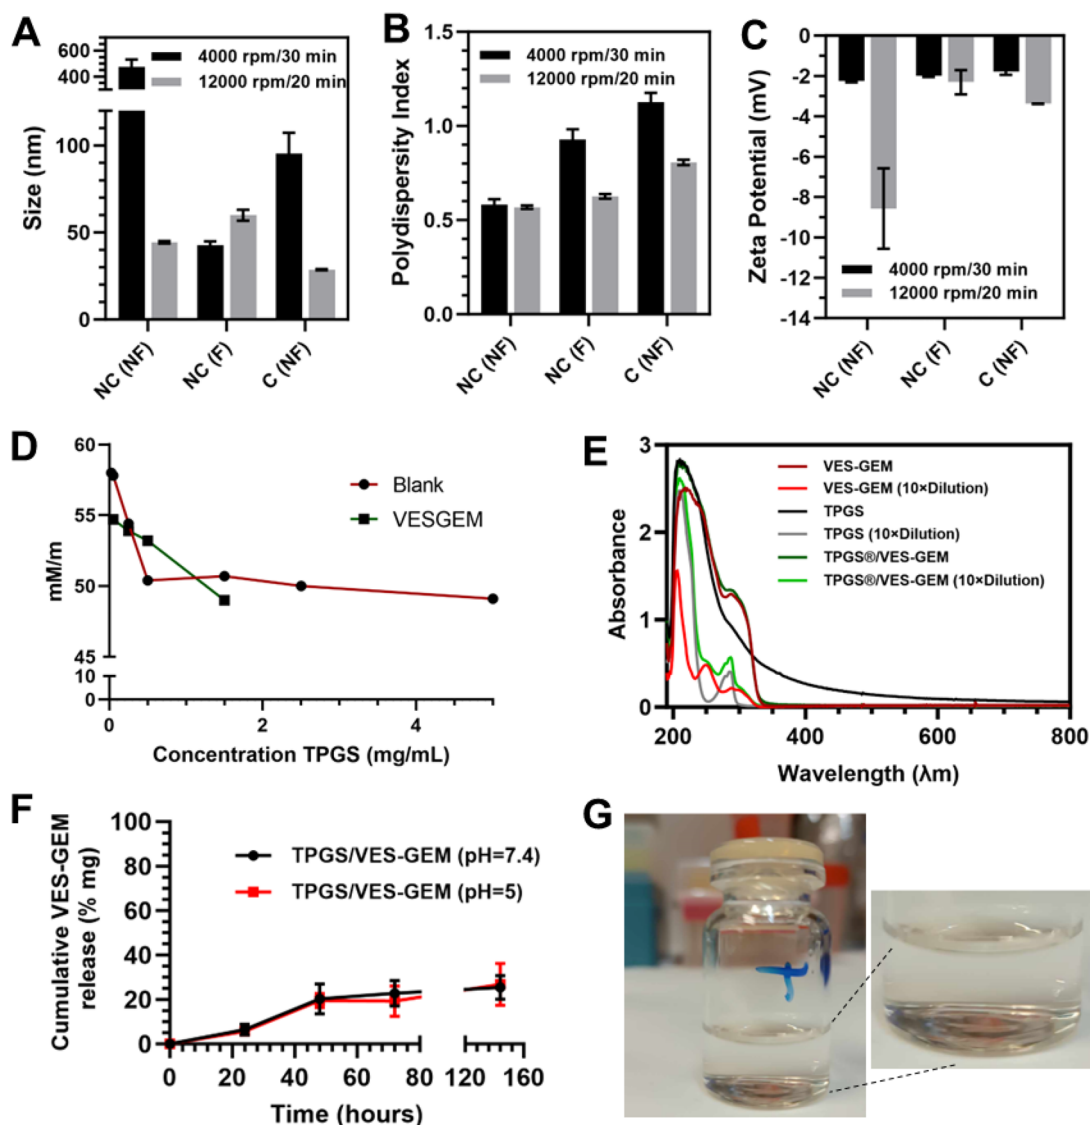 A
600
400
100
50
0
Size (nm)
4000 rpm/30 min
12000 rpm/20 min
NC (NF)
NC (F)
C (NF)
B
1.5
1.0
0.5
0.0
Polydispersity Index
4000 rpm/30 min
12000 rpm/20 min
NC (NF)
NC (F)
C (NF)
C
0
-2
-4
-6
-8
-10
-12
-14
Zeta Potential (mV)
4000 rpm/30 min
12000 rpm/20 min
NC (NF)
NC (F)
C (NF)
D
60
55
50
45
10
0
mM/m
Blank
VESGEM
0
2
4
Concentration TPGS (mg/mL)
E
3
2
1
0
Absorbance
VES-GEM
VES-GEM (10×Dilution)
TPGS
TPGS (10×Dilution)
TPGS®/VES-GEM
TPGS®/VES-GEM (10×Dilution)
200
400
600
800
Wavelength (λm)
F
100
80
60
40
20
0
Cumulative VES-GEM
release (% mg)
TPGS/VES-GEM (pH=7.4)
TPGS/VES-GEM (pH=5)
0
20
40
60
80
120
140
160
Time (hours)
G